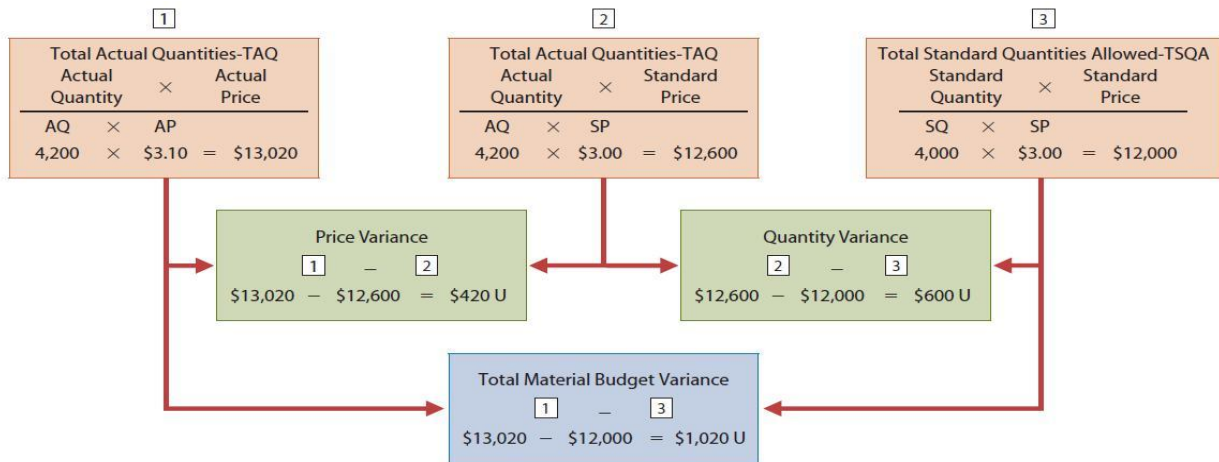 1
Total Actual Quantities-TAQ
Actual Quantity × Actual Price
AQ × AP
4,200 × $3.10 = $13,020
2
Total Actual Quantities-TAQ
Actual Quantity × Standard Price
AQ × SP
4,200 × $3.00 = $12,600
3
Total Standard Quantities Allowed-TSQA
Standard Quantity × Standard Price
SQ × SP
4,000 × $3.00 = $12,000
Price Variance
1 – 2
$13,020 – $12,600 = $420 U
Quantity Variance
2 – 3
$12,600 – $12,000 = $600 U
Total Material Budget Variance
1 – 3
$13,020 – $12,000 = $1,020 U